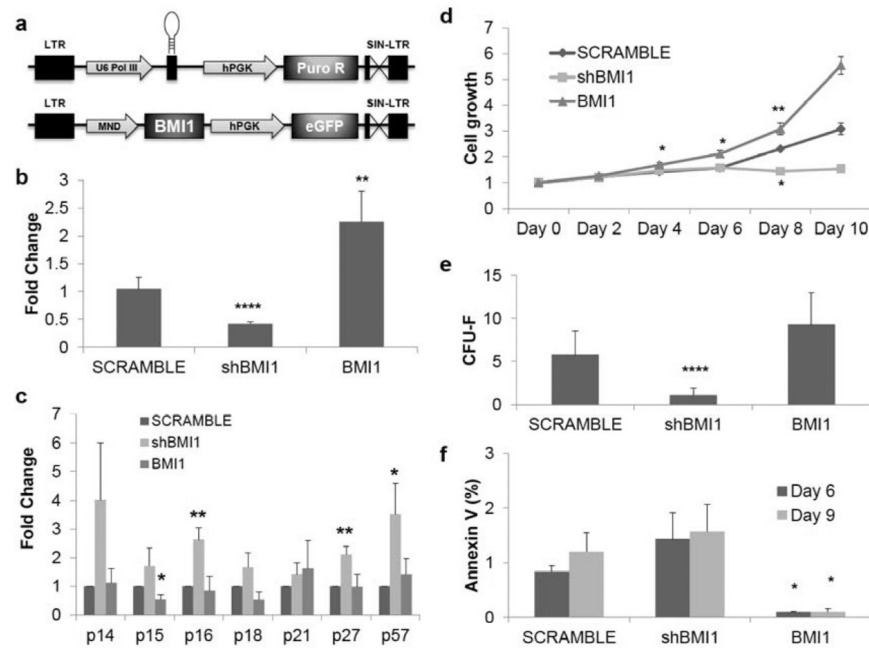 a
LTR
SIN-LTR
U6 Pol III
hPGK
Puro R
LTR
SIN-LTR
MND
BMI1
hPGK
eGFP
b
Fold Change
3
2.5
2
1.5
1
0.5
0
****
**
SCRAMBLE
shBMI1
BMI1
c
Fold Change
SCRAMBLE
shBMI1
BMI1
7
6
5
4
3
2
1
0
*
**
**
*
p14
p15
p16
p18
p21
p27
p57
d
Cell growth
SCRAMBLE
shBMI1
BMI1
7
6
5
4
3
2
1
0
*
*
**
*
Day 0
Day 2
Day 4
Day 6
Day 8
Day 10
e
CFU-F
15
10
5
0
****
SCRAMBLE
shBMI1
BMI1
f
Annexin V (%)
Day 6
Day 9
3
2
1
0
*
*
SCRAMBLE
shBMI1
BMI1